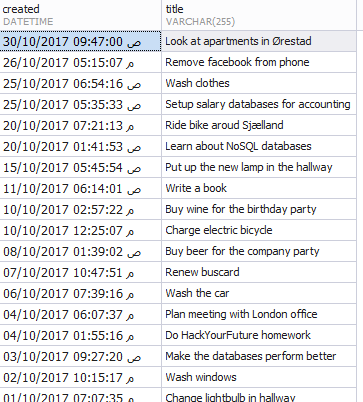 created title
DATETIME VARCHAR(255)
30/10/2017 09:47:00 ص Look at apartments in Ørestad
26/10/2017 05:15:07 م Remove facebook from phone
25/10/2017 06:54:16 ص Wash clothes
25/10/2017 05:35:33 ص Setup salary databases for accounting
20/10/2017 07:21:13 م Ride bike aroud Sjælland
20/10/2017 01:41:53 ص Learn about NoSQL databases
15/10/2017 05:45:54 ص Put up the new lamp in the hallway
11/10/2017 06:14:01 ص Write a book
10/10/2017 02:57:22 م Buy wine for the birthday party
10/10/2017 12:25:07 م Charge electric bicycle
08/10/2017 01:39:02 ص Buy beer for the company party
07/10/2017 10:47:51 م Renew buscard
06/10/2017 07:39:16 م Wash the car
04/10/2017 06:07:37 م Plan meeting with London office
04/10/2017 01:55:16 م Do HackYourFuture homework
03/10/2017 09:27:20 ص Make the databases perform better
02/10/2017 10:15:17 م Wash windows
01/10/2017 07:07:35 م Change lightbulb in hallway